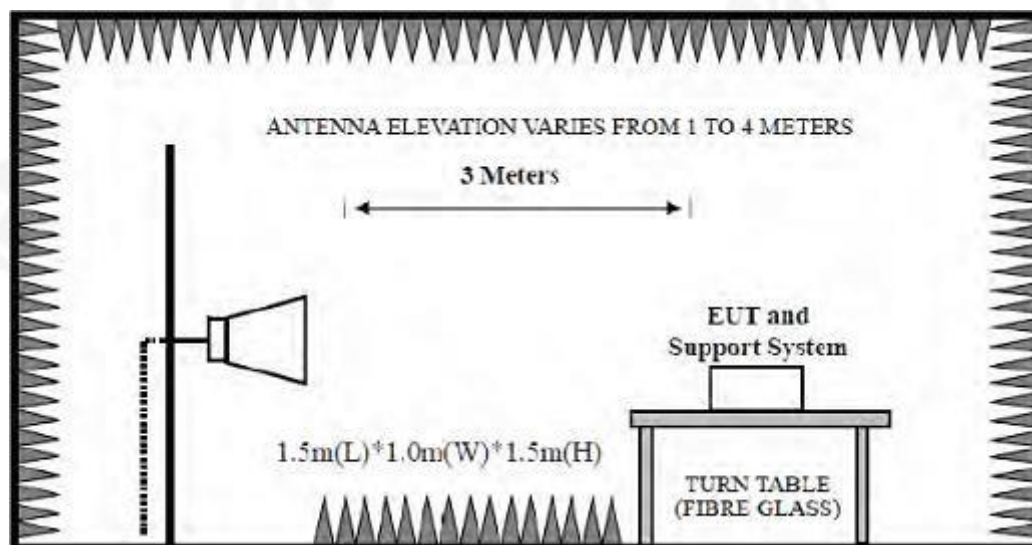 ANTENNA ELEVATION VARIES FROM 1 TO 4 METERS
3 Meters
EUT and
Support System
1.5m(L)*1.0m(W)*1.5m(H)
TURN TABLE
(FIBRE GLASS)